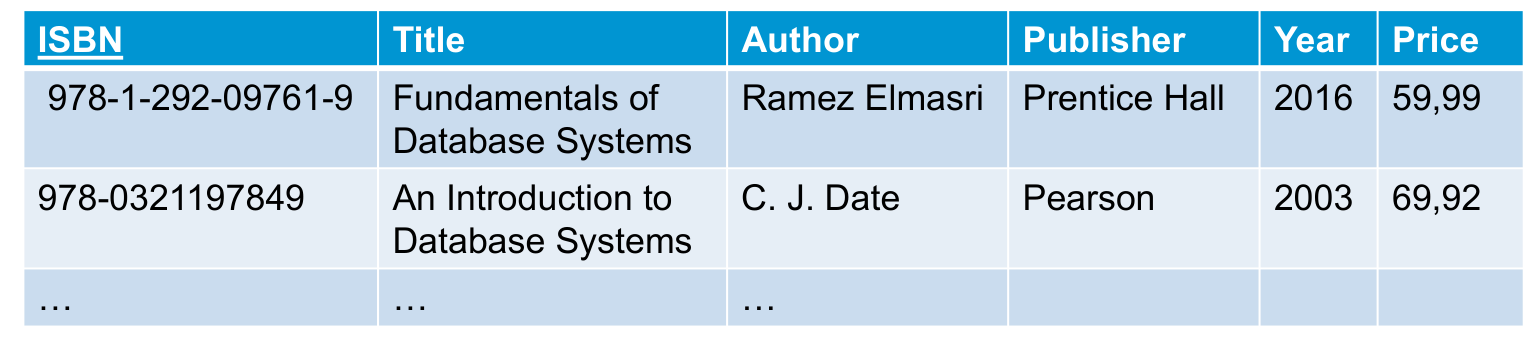 ISBN Title Author Publisher Year Price
978-1-292-09761-9 Fundamentals of Ramez Elmasri Prentice Hall 2016 59,99
Database Systems
978-0321197849 An Introduction to C. J. Date Pearson 2003 69,92
Database Systems
… … …